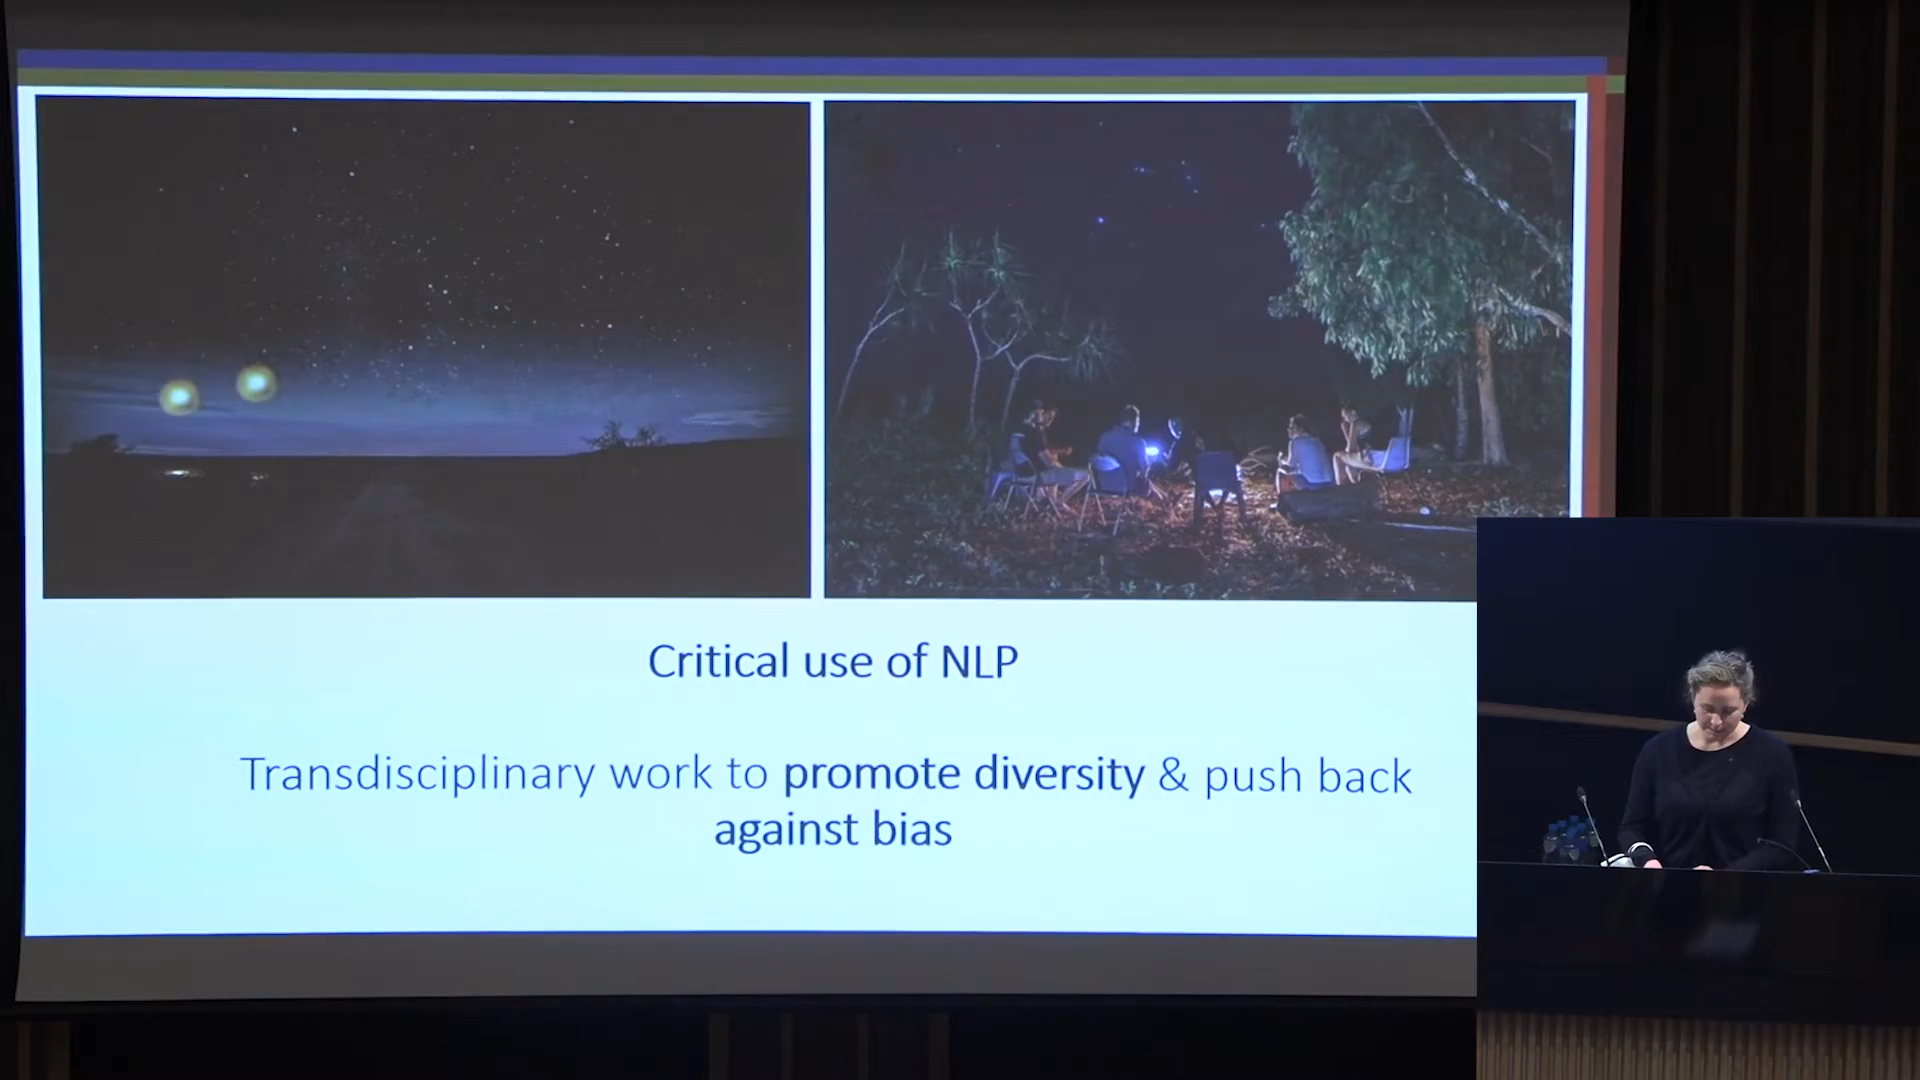 Critical use of NLP
Transdisciplinary work to promote diversity & push back
against bias